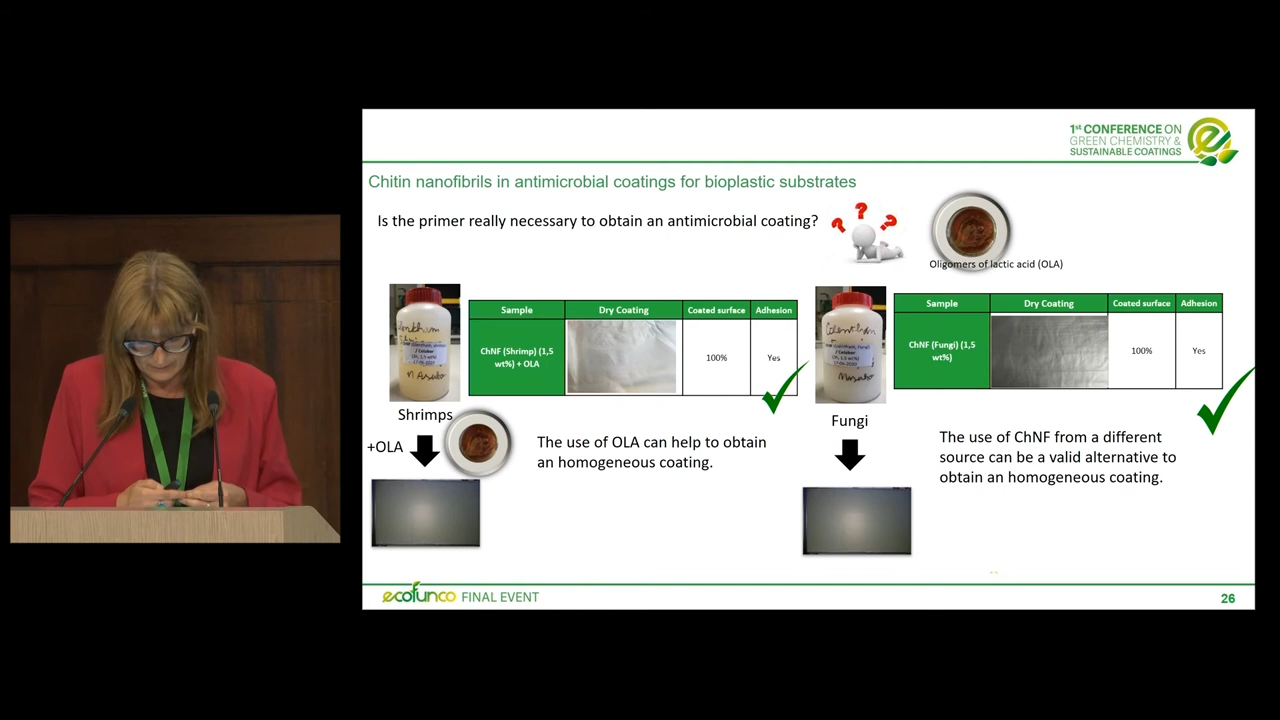 1st CONFERENCE ON
GREEN CHEMISTRY &
SUSTAINABLE COATINGS
Chitin nanofibrils in antimicrobial coatings for bioplastic substrates
Is the primer really necessary to obtain an antimicrobial coating?
? ? ?
Oligomers of lactic acid (OLA)
Sample
Dry Coating
Coated surface
Adhesion
ChNF (Shrimp) (1,5
wt%) + OLA
100%
Yes
Shrimps
+OLA
The use of OLA can help to obtain
an homogeneous coating.
Sample
Dry Coating
Coated surface
Adhesion
ChNF (Fungi) (1,5
wt%)
100%
Yes
Fungi
The use of ChNF from a different
source can be a valid alternative to
obtain an homogeneous coating.
ecofunco FINAL EVENT
26